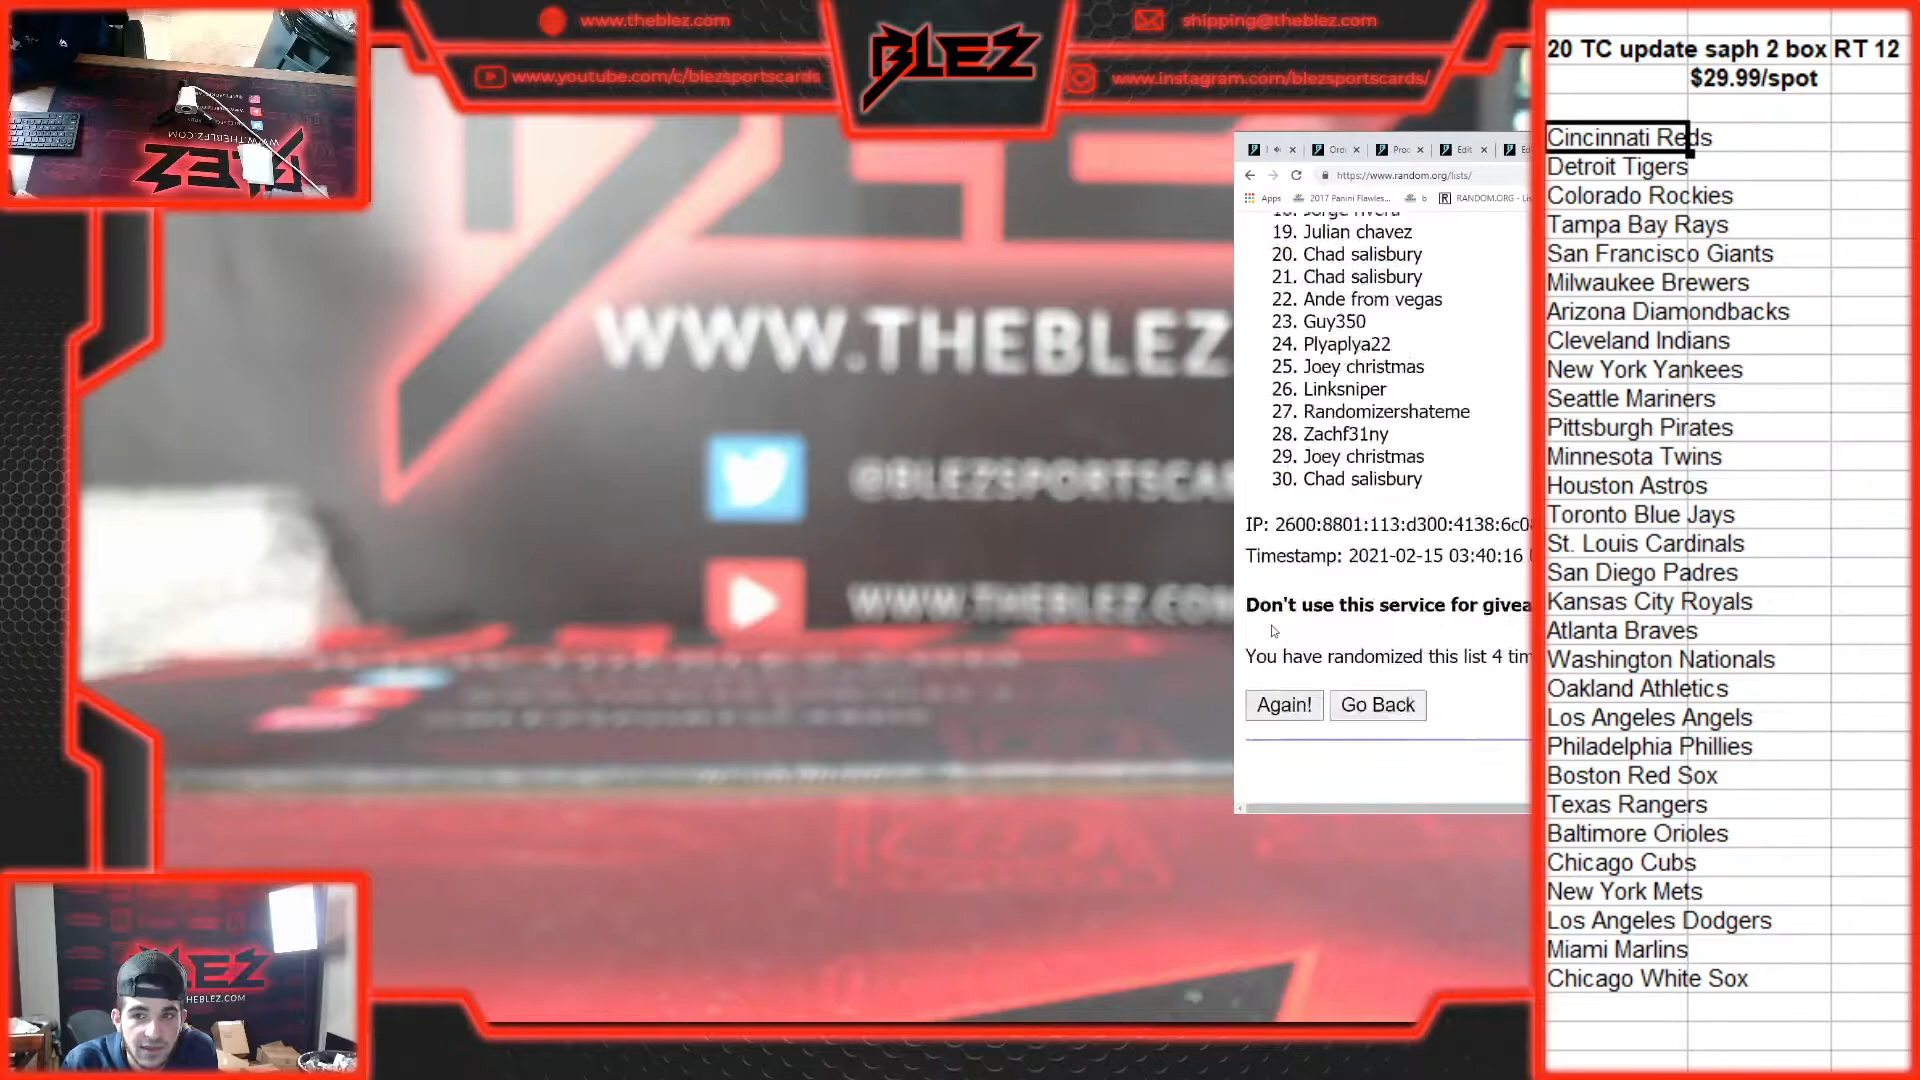 www.theblez.com
www.youtube.com/c/blezsportscards
BLEZ
shipping@theblez.com
www.instagram.com/blezsportscards/
WWW.THEBLEZ.COM
BLEZ
WWW.THEBLEZ
@BLEZSPORTSCA
WWW.THEBLEZ.COM
https://www.random.org/lists/
Apps
2017 Panini Flawles...
b
RANDOM.ORG - Lis
19. Julian chavez
20. Chad salisbury
21. Chad salisbury
22. Ande from vegas
23. Guy350
24. Plyaplya22
25. Joey christmas
26. Linksniper
27. Randomizershateme
28. Zachf31ny
29. Joey christmas
30. Chad salisbury
IP: 2600:8801:113:d300:4138:6c0
Timestamp: 2021-02-15 03:40:16
Don't use this service for givea
You have randomized this list 4 tim
Again!
Go Back
20 TC update saph 2 box RT 12
$29.99/spot
Cincinnati Reds
Detroit Tigers
Colorado Rockies
Tampa Bay Rays
San Francisco Giants
Milwaukee Brewers
Arizona Diamondbacks
Cleveland Indians
New York Yankees
Seattle Mariners
Pittsburgh Pirates
Minnesota Twins
Houston Astros
Toronto Blue Jays
St. Louis Cardinals
San Diego Padres
Kansas City Royals
Atlanta Braves
Washington Nationals
Oakland Athletics
Los Angeles Angels
Philadelphia Phillies
Boston Red Sox
Texas Rangers
Baltimore Orioles
Chicago Cubs
New York Mets
Los Angeles Dodgers
Miami Marlins
Chicago White Sox